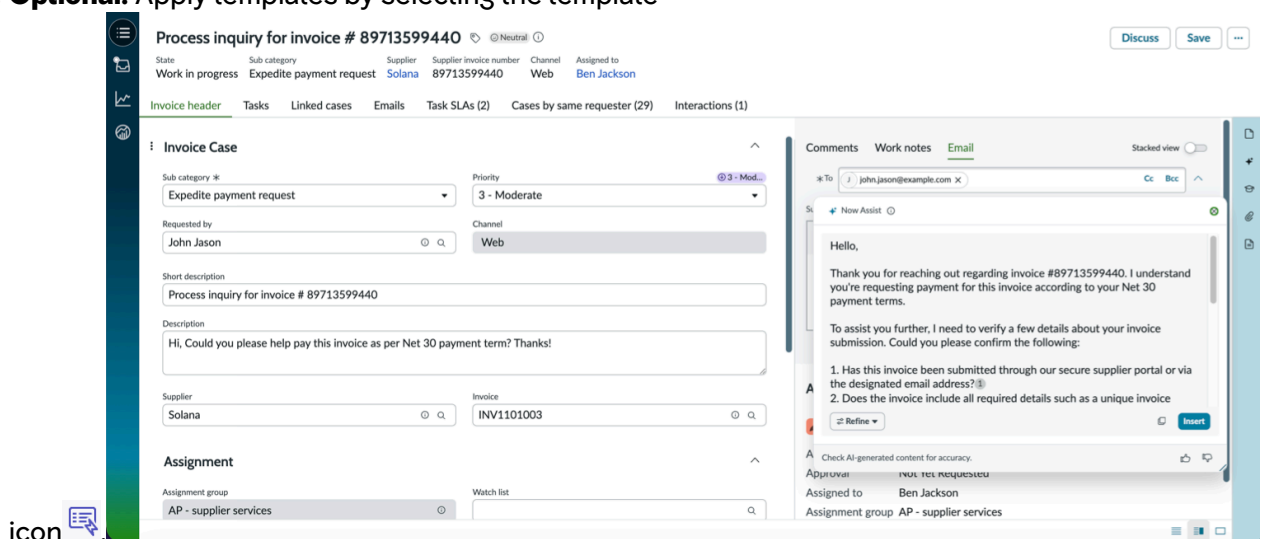 Optional: Apply templates by selecting the template
Process inquiry for invoice # 89713599440 Neutral
Discuss Save
State Sub category Supplier Supplier invoice number Channel Assigned to
Work in progress Expedite payment request Solana 89713599440 Web Ben Jackson
Invoice header Tasks Linked cases Emails Task SLAs (2) Cases by same requester (29) Interactions (1)
Invoice Case
Sub category * Priority 3 - Mod...
Expedite payment request 3 - Moderate
Requested by Channel
John Jason Web
Short description
Process inquiry for invoice # 89713599440
Description
Hi, Could you please help pay this invoice as per Net 30 payment term? Thanks!
Supplier Invoice
Solana INV1101003
Assignment
Assignment group Watch list
AP - supplier services
Comments Work notes Email Stacked view
*To J john.jason@example.com X Cc Bcc
Now Assist
Hello,
Thank you for reaching out regarding invoice #89713599440. I understand
you're requesting payment for this invoice according to your Net 30
payment terms.
To assist you further, I need to verify a few details about your invoice
submission. Could you please confirm the following:
1. Has this invoice been submitted through our secure supplier portal or via
the designated email address? 1
2. Does the invoice include all required details such as a unique invoice
Refine Insert
Check AI-generated content for accuracy.
Approval Not Yet Requested
Assigned to Ben Jackson
Assignment group AP - supplier services
icon .